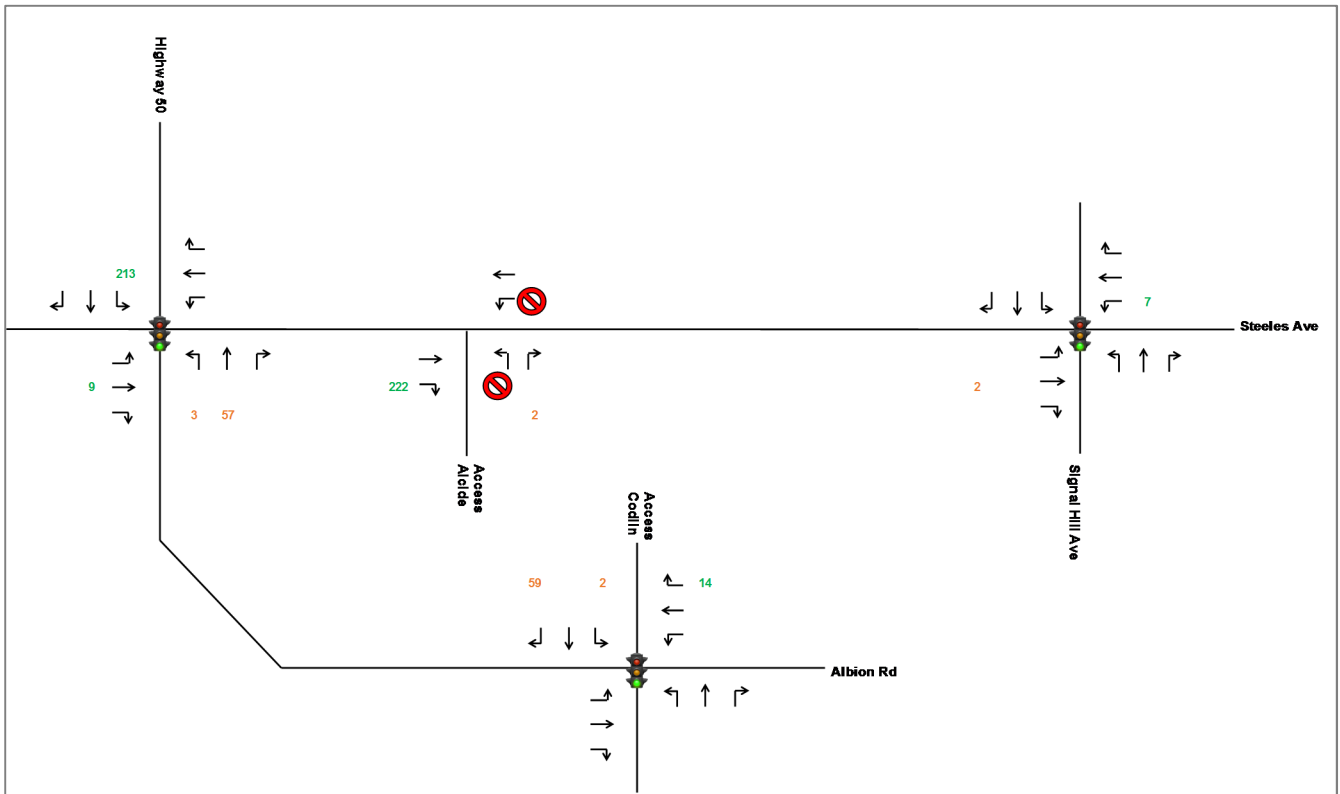 Highway 50
213
7
Steeles Ave
9
222
2
3
57
2
Access
Alcide
Signal Hill Ave
Access
Codlin
59
2
14
Albion Rd